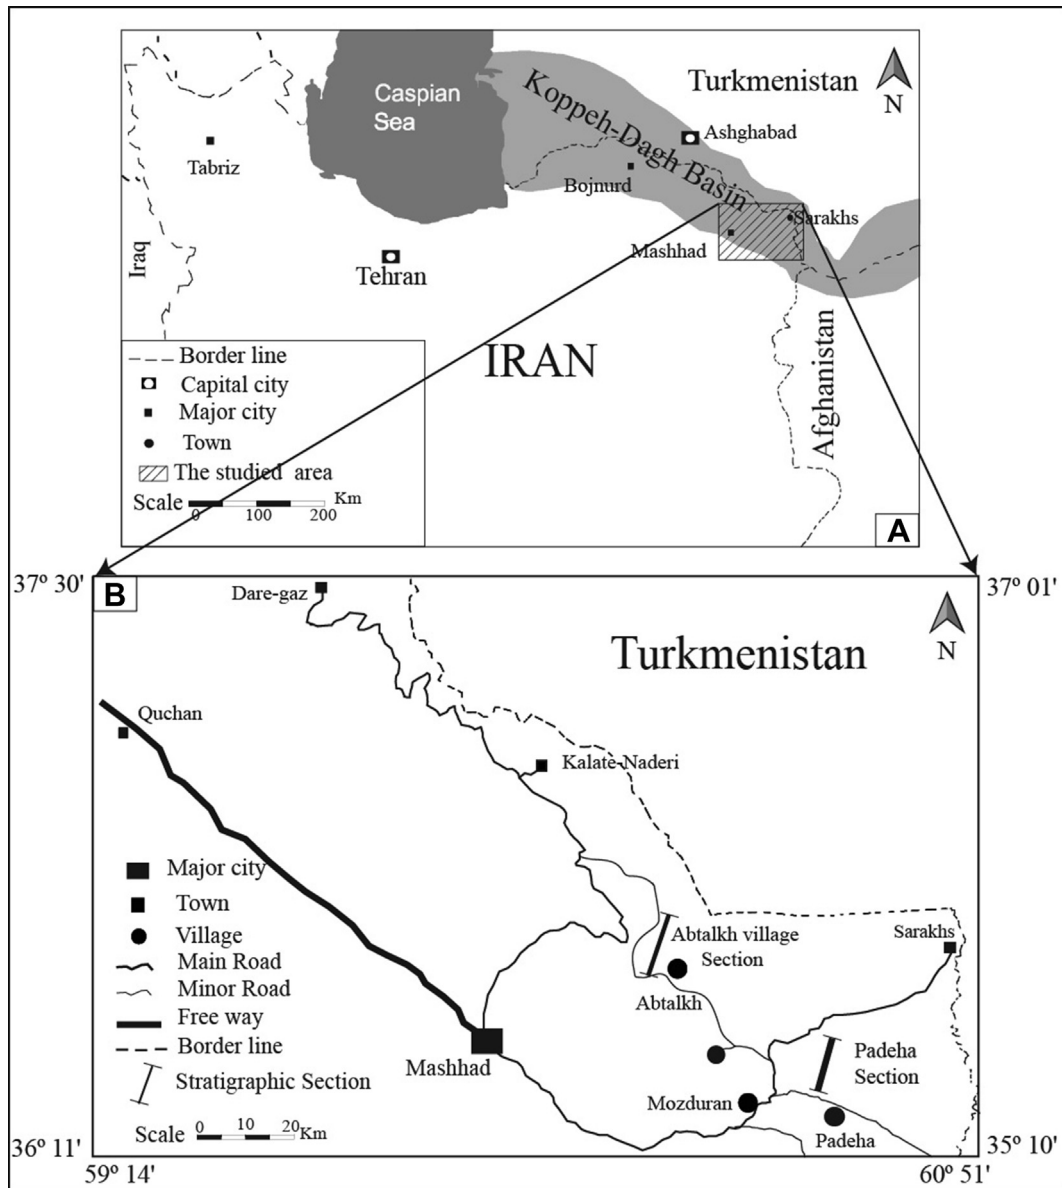 Turkmenistan
N
Caspian
Sea
Koppeh-Dagh Basin
Ashghabad
Tabriz
Bojnurd
Sarakhs
Mashhad
Iraq
Tehran
IRAN
Afghanistan
Border line
Capital city
Major city
Town
The studied area
Scale
Km
0 100 200
A
37º 30'
37º 01'
B
Dare-gaz
N
Turkmenistan
Quchan
Kalate-Naderi
Major city
Town
Village
Main Road
Minor Road
Free way
Border line
Stratigraphic Section
Scale
0 10 20
Km
Abtalkh village
Section
Sarakhs
Abtalkh
Mashhad
Padeha
Section
Mozduran
Padeha
36º 11'
35º 10'
59º 14'
60º 51'